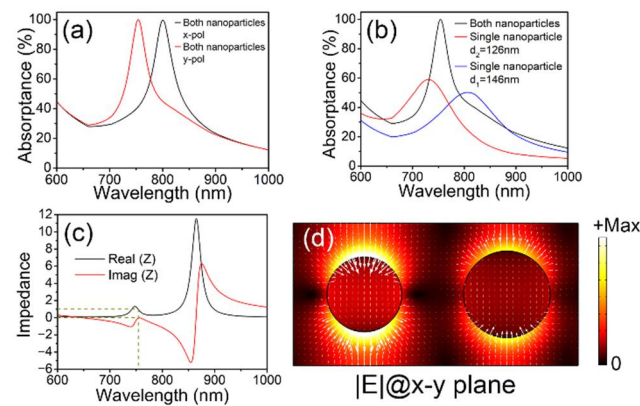 (a)
Both nanoparticles
x-pol
Both nanoparticles
y-pol
Absorptance (%)
100
80
60
40
20
0
600 700 800 900 1000
Wavelength (nm)
(b)
Both nanoparticles
Single nanoparticle
d₂=126nm
Single nanoparticle
d₁=146nm
Absorptance (%)
100
80
60
40
20
0
600 700 800 900 1000
Wavelength (nm)
(c)
Real (Z)
Imag (Z)
Impedance
12
10
8
6
4
2
0
-2
-4
-6
600 700 800 900 1000
Wavelength (nm)
(d)
+Max
0
|E|@x-y plane